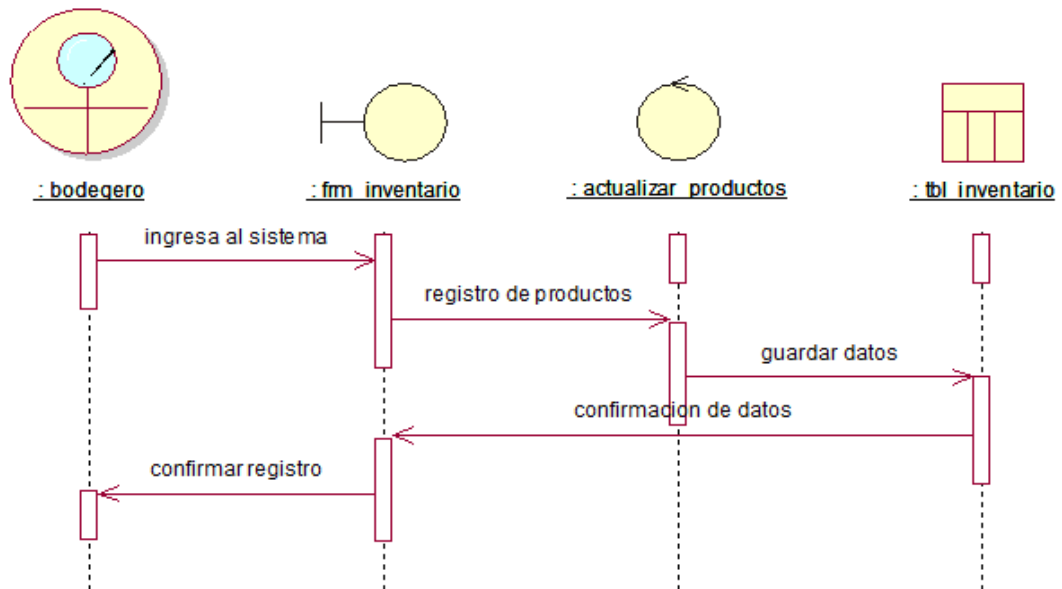 : bodegero
: frm_inventario
: actualizar_productos
: tbl_inventario
ingresa al sistema
registro de productos
guardar datos
confirmacion de datos
confirmar registro